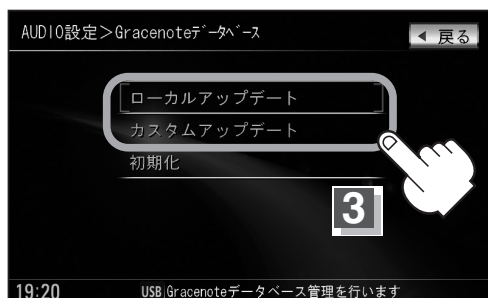 AUDIO設定＞Gracenoteﾃﾞｰﾀﾍﾞｰｽ
◀ 戻る
ローカルアップデート
カスタムアップデート
初期化
3
19:20 USB Gracenoteデータベース管理を行います